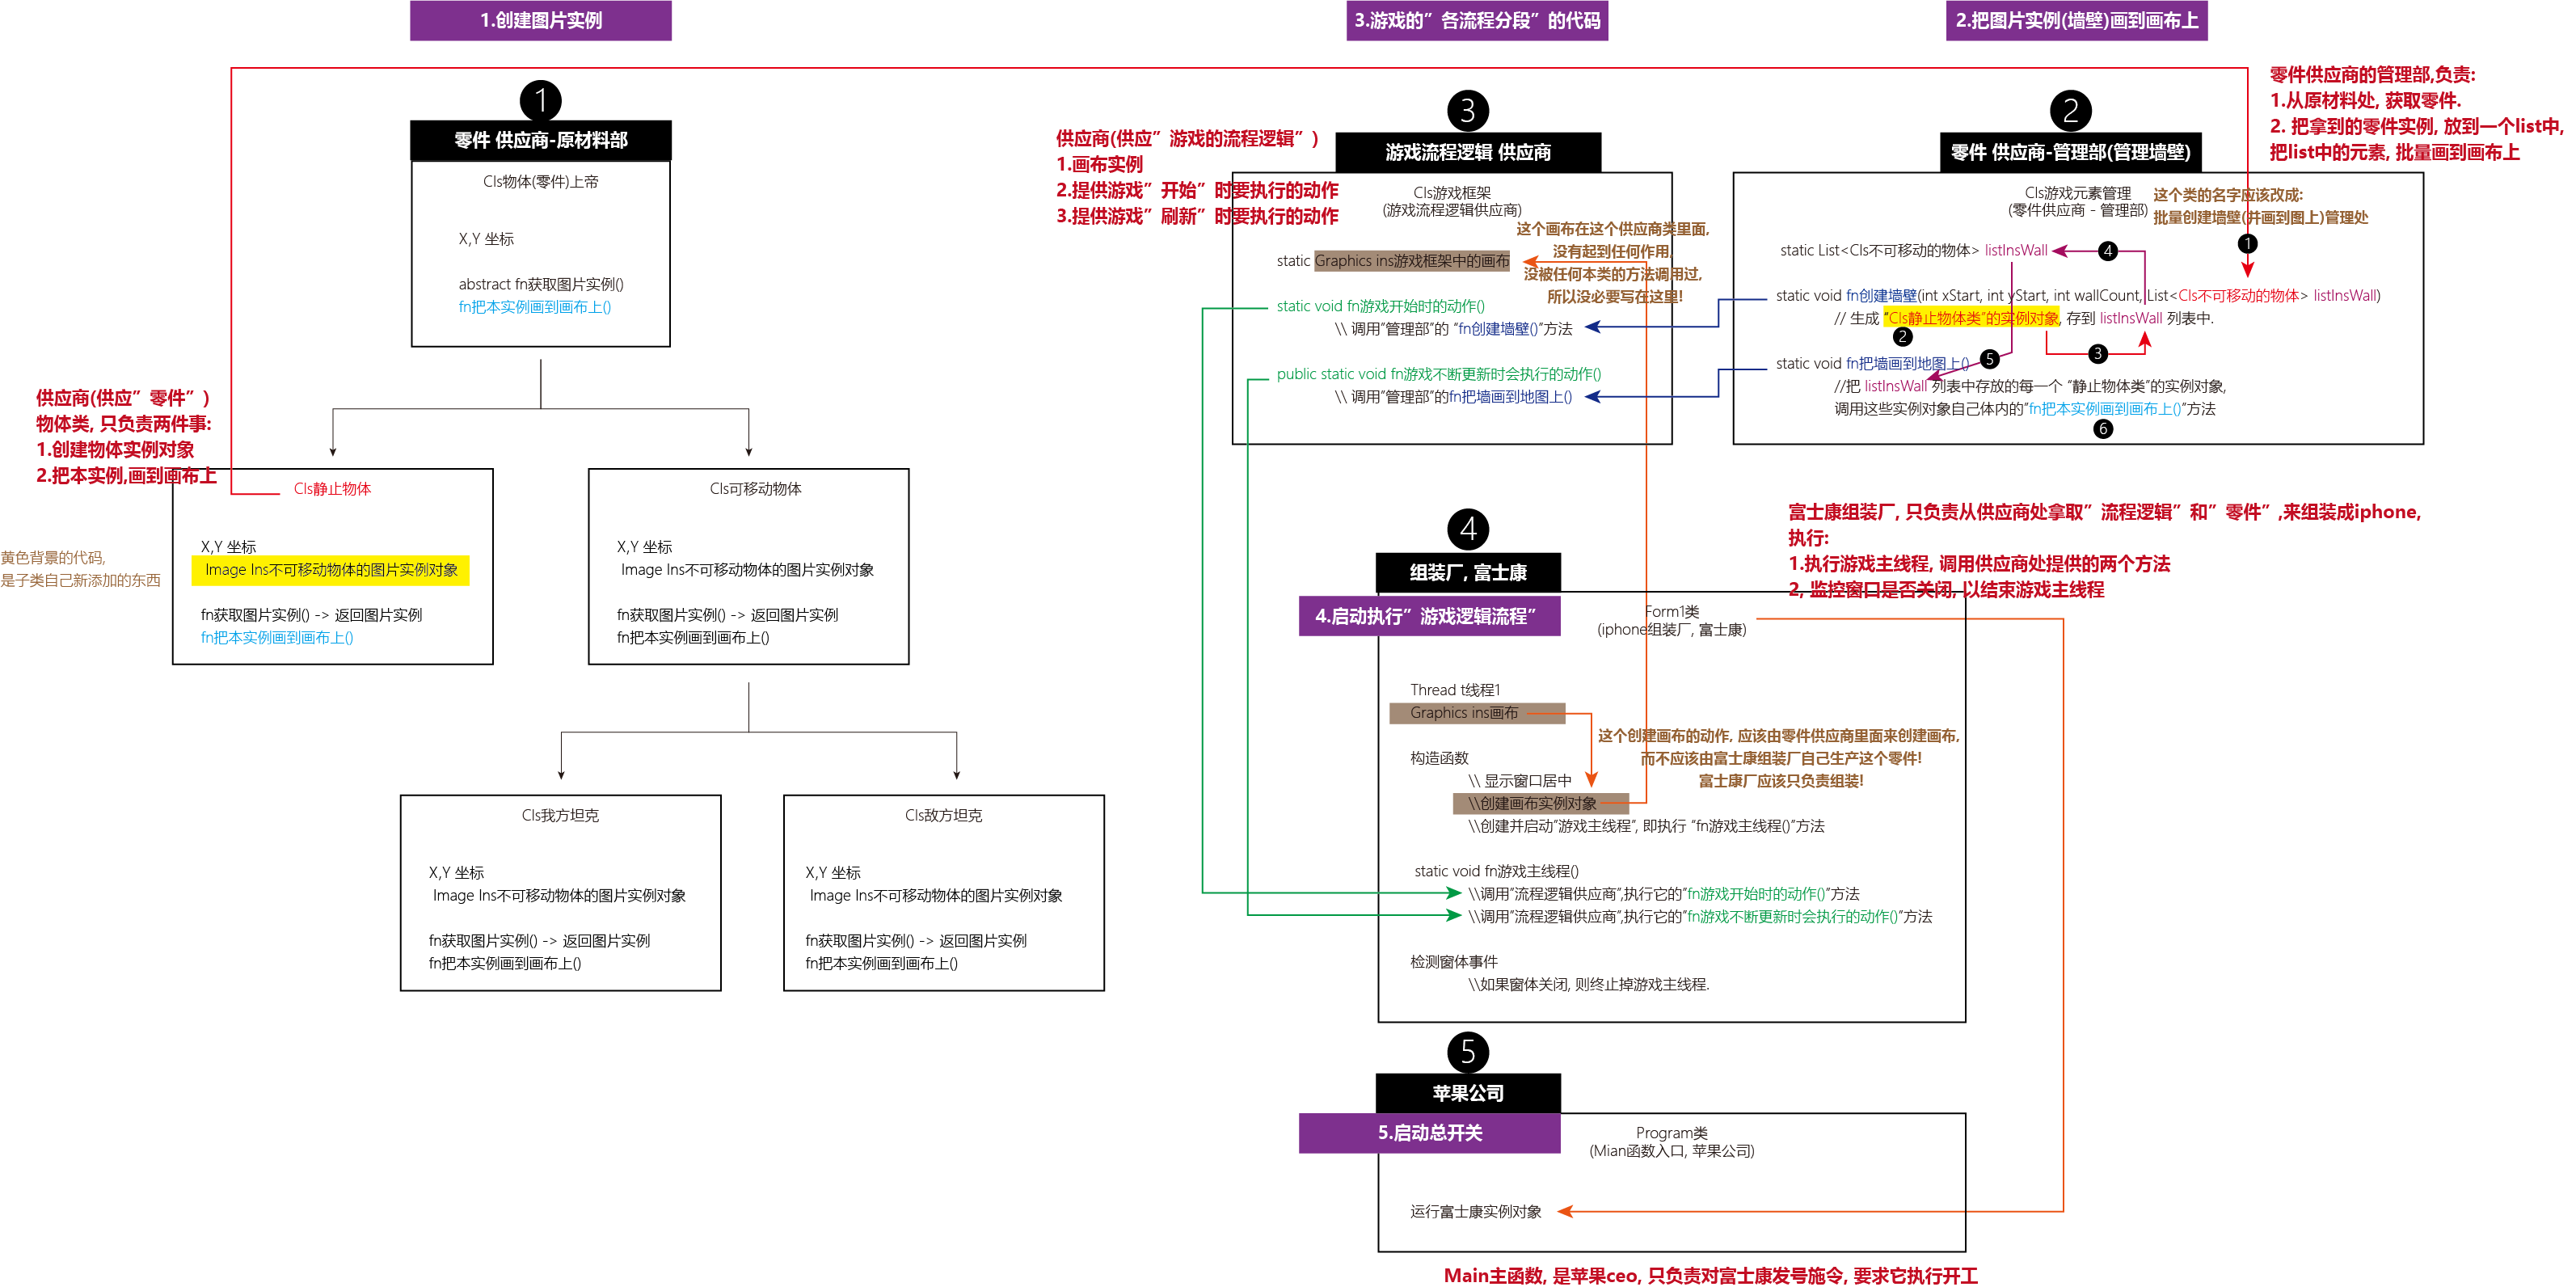 1.创建图片实例
3.游戏的”各流程分段”的代码
2.把图片实例(墙壁)画到画布上
1
零件 供应商-原材料部
Cls物体(零件)上帝
X,Y 坐标
abstract fn获取图片实例()
fn把本实例画到画布上()
供应商(供应”零件”)
物体类, 只负责两件事:
1.创建物体实例对象
2.把本实例,画到画布上
Cls静止物体
X,Y 坐标
Image Ins不可移动物体的图片实例对象
fn获取图片实例() -> 返回图片实例
fn把本实例画到画布上()
黄色背景的代码,
是子类自己新添加的东西
Cls可移动物体
X,Y 坐标
Image Ins不可移动物体的图片实例对象
fn获取图片实例() -> 返回图片实例
fn把本实例画到画布上()
Cls我方坦克
X,Y 坐标
Image Ins不可移动物体的图片实例对象
fn获取图片实例() -> 返回图片实例
fn把本实例画到画布上()
Cls敌方坦克
X,Y 坐标
Image Ins不可移动物体的图片实例对象
fn获取图片实例() -> 返回图片实例
fn把本实例画到画布上()
3
游戏流程逻辑 供应商
供应商(供应”游戏的流程逻辑”)
1.画布实例
2.提供游戏”开始”时要执行的动作
3.提供游戏”刷新”时要执行的动作
Cls游戏框架
(游戏流程逻辑供应商)
这个画布在这个供应商类里面,
没有起到任何作用,
没被任何本类的方法调用过,
所以没必要写在这里!
static Graphics ins游戏框架中的画布
static void fn游戏开始时的动作()
\\ 调用”管理部”的 “fn创建墙壁()”方法
public static void fn游戏不断更新时会执行的动作()
\\ 调用”管理部”的fn把墙画到地图上()
2
零件 供应商-管理部(管理墙壁)
零件供应商的管理部,负责:
1.从原材料处, 获取零件.
2. 把拿到的零件实例, 放到一个list中,
把list中的元素, 批量画到画布上
Cls游戏元素管理
(零件供应商 - 管理部)
这个类的名字应该改成:
批量创建墙壁(并画到图上)管理处
static List<Cls不可移动的物体> listInsWall
4
1
static void fn创建墙壁(int xStart, int yStart, int wallCount, List<Cls不可移动的物体> listInsWall)
// 生成 “Cls静止物体类”的实例对象, 存到 listInsWall 列表中.
2
3
static void fn把墙画到地图上()
5
//把 listInsWall 列表中存放的每一个 “静止物体类”的实例对象,
调用这些实例对象自己体内的”fn把本实例画到画布上()”方法
6
4
组装厂, 富士康
4.启动执行”游戏逻辑流程”
富士康组装厂, 只负责从供应商处拿取”流程逻辑”和”零件”,来组装成iphone,
执行:
1.执行游戏主线程, 调用供应商处提供的两个方法
2, 监控窗口是否关闭, 以结束游戏主线程
Form1类
(iphone组装厂, 富士康)
Thread t线程1
Graphics ins画布
这个创建画布的动作, 应该由零件供应商里面来创建画布,
而不应该由富士康组装厂自己生产这个零件!
富士康厂应该只负责组装!
构造函数
\\ 显示窗口居中
\\创建画布实例对象
\\创建并启动”游戏主线程”, 即执行 “fn游戏主线程()”方法
static void fn游戏主线程()
\\调用”流程逻辑供应商”,执行它的”fn游戏开始时的动作()”方法
\\调用”流程逻辑供应商”,执行它的”fn游戏不断更新时会执行的动作()”方法
检测窗体事件
\\如果窗体关闭, 则终止掉游戏主线程.
5
苹果公司
5.启动总开关
Program类
(Mian函数入口, 苹果公司)
运行富士康实例对象
Main主函数, 是苹果ceo, 只负责对富士康发号施令, 要求它执行开工